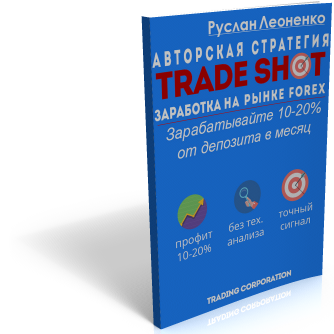 Руслан Леоненко
АВТОРСКАЯ СТРАТЕГИЯ
TRADE SHOT
ЗАРАБОТКА НА РЫНКЕ FOREX
Зарабатывайте 10-20%
от депозита в месяц
профит
10-20%
без тех.
анализа
точный
сигнал
TRADING CORPORATION